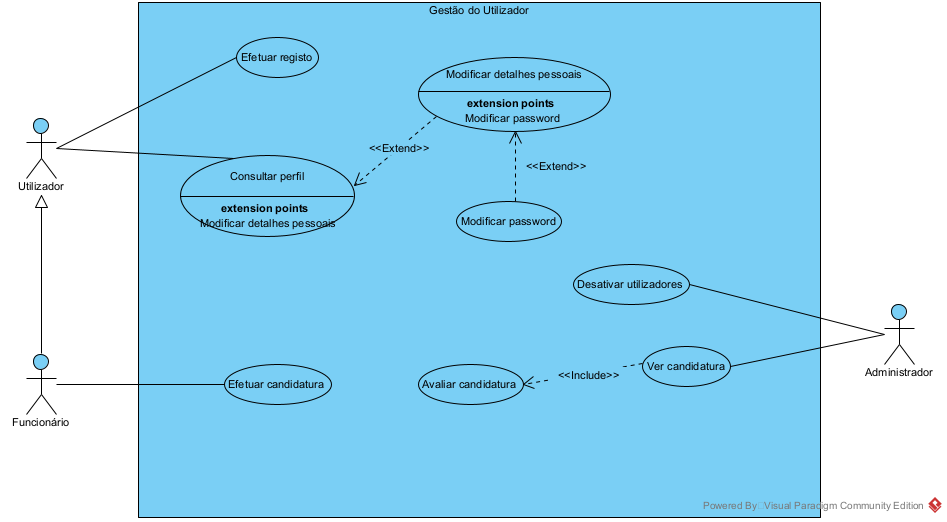 Gestão do Utilizador
Efetuar registo
Modificar detalhes pessoais
extension points
Modificar password
<<Extend>>
Utilizador
Consultar perfil
extension points
Modificar detalhes pessoais
<<Extend>>
Modificar password
Desativar utilizadores
Administrador
Ver candidatura
<<Include>>
Avaliar candidatura
Efetuar candidatura
Funcionário
Powered By Visual Paradigm Community Edition